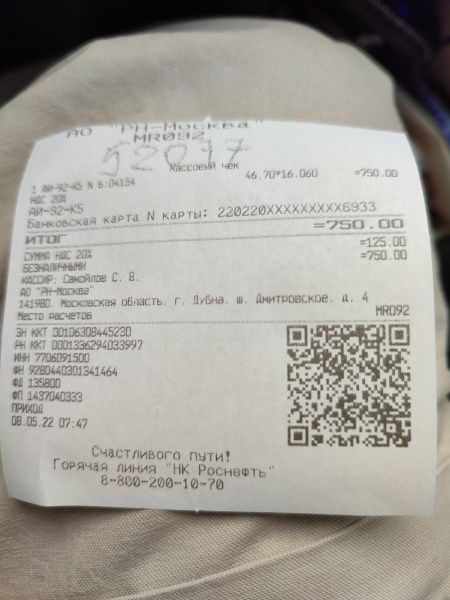 АО "РН-Москва"
MR092
52077
Кассовый чек
1 АИ-92-К5 N 6:04154 46.70*16.060 =750.00
НДС 20%
АИ-92-К5
Банковская карта N карты: 220220XXXXXXXXX6933
ИТОГ =750.00
СУММА НДС 20% =125.00
БЕЗНАЛИЧНЫМИ =750.00
КАССИР: Самойлов С. В.
АО "РН-Москва"
141980. Московская область. г. Дубна. ш. Дмитровское. д. 4
Место расчетов MR092
ЗН ККТ 00106308445230
РН ККТ 0001336294033997
ИНН 7706091500
ФН 9280440301341464
ФД 135800
ФП 1437040333
ПРИХОД
08.05.22 07:47
Счастливого пути!
Горячая линия "НК Роснефть"
8-800-200-10-70